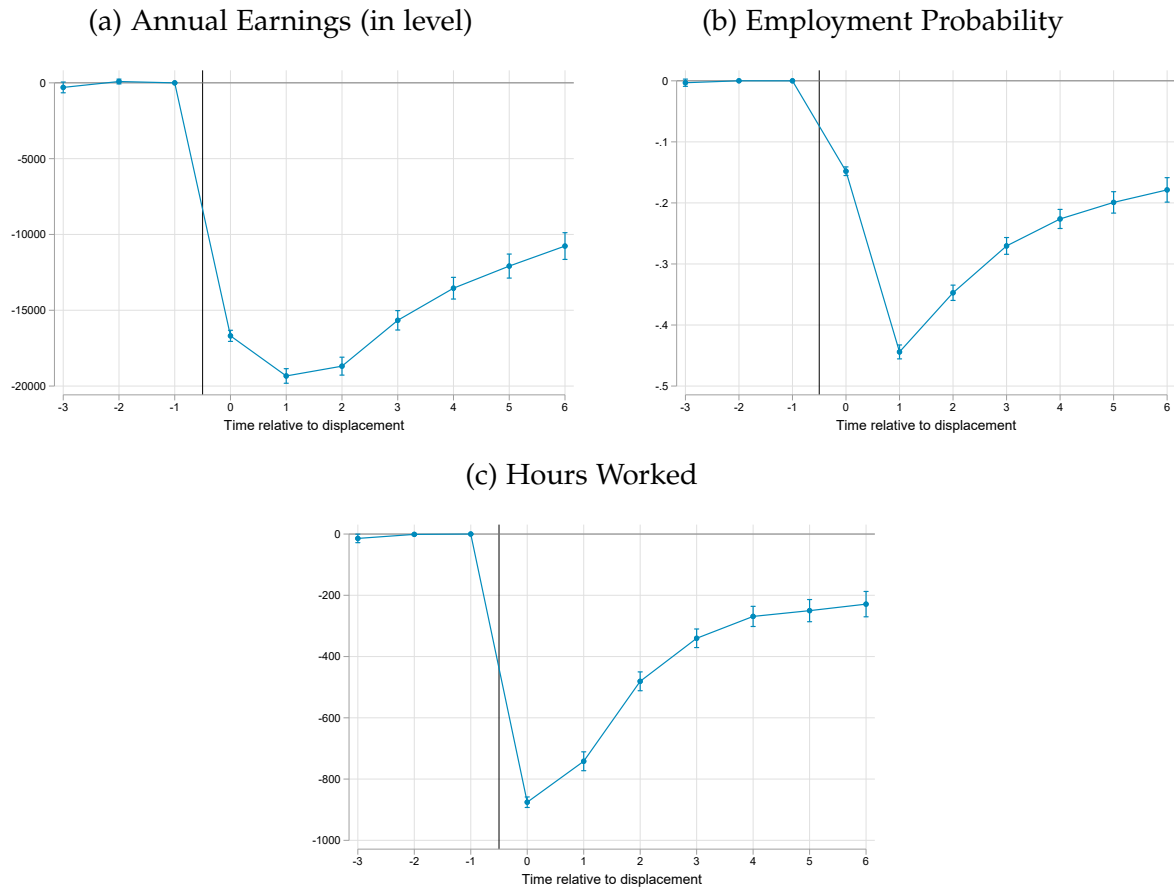 (a) Annual Earnings (in level)
0
-5000
-10000
-15000
-20000
-3 -2 -1 0 1 2 3 4 5 6
Time relative to displacement
(b) Employment Probability
0
-.1
-.2
-.3
-.4
-.5
-3 -2 -1 0 1 2 3 4 5 6
Time relative to displacement
(c) Hours Worked
0
-200
-400
-600
-800
-1000
-3 -2 -1 0 1 2 3 4 5 6
Time relative to displacement